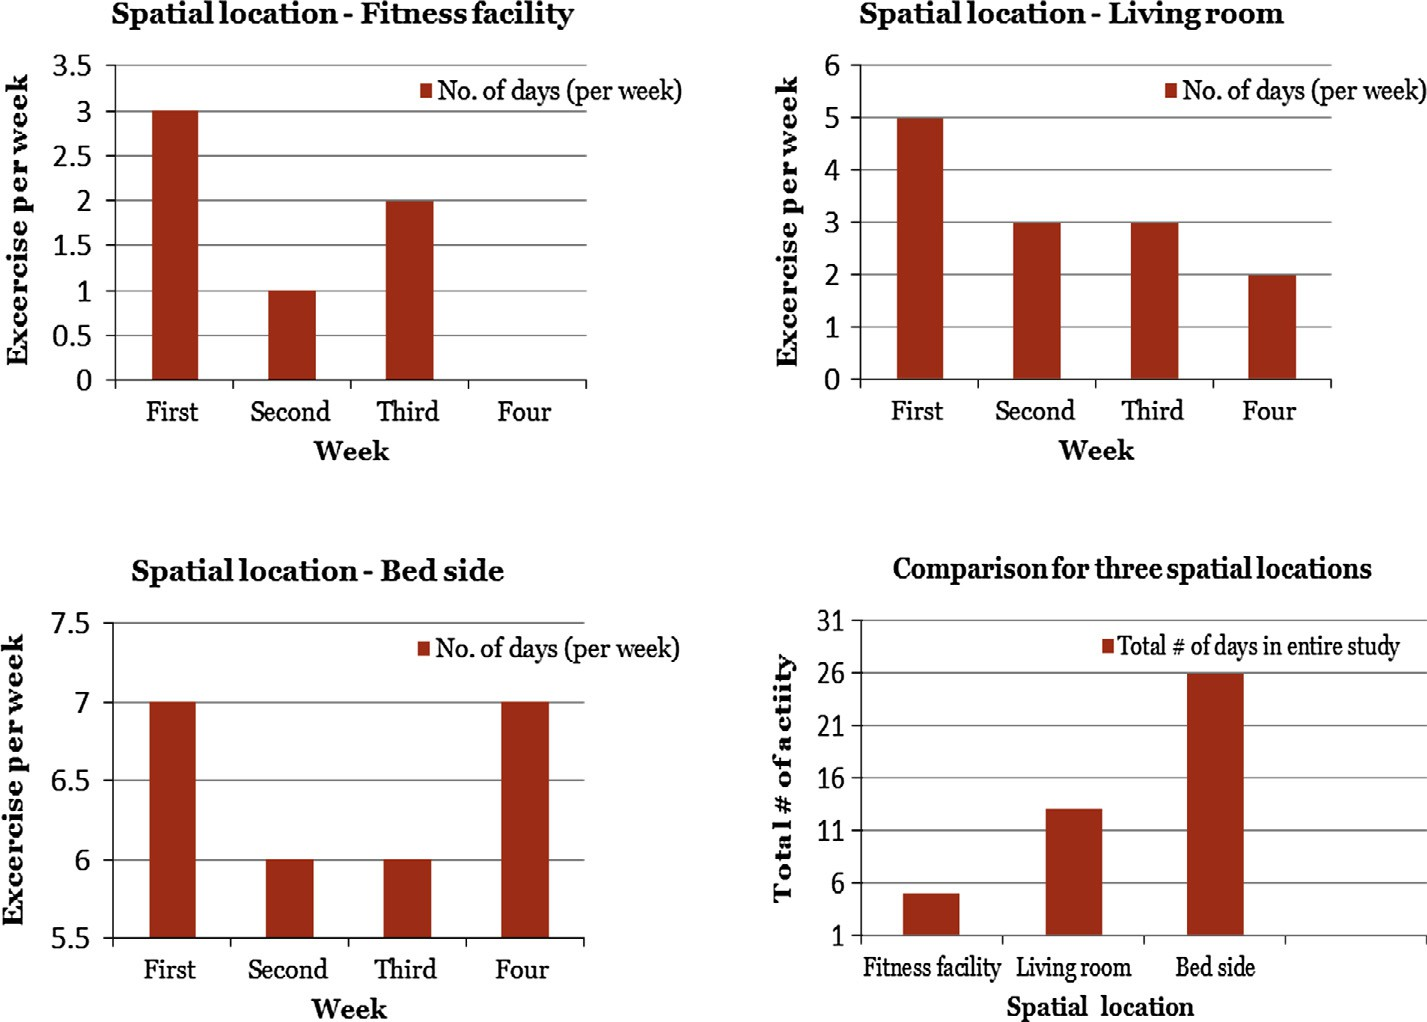 Spatial location - Fitness facility
Excercise per week
3.5
3
2.5
2
1.5
1
0.5
0
No. of days (per week)
First Second Third Four
Week
Spatial location - Living room
Excercise per week
6
5
4
3
2
1
0
No. of days (per week)
First Second Third Four
Week
Spatial location - Bed side
Excercise per week
7.5
7
6.5
6
5.5
No. of days (per week)
First Second Third Four
Week
Comparison for three spatial locations
Total # of actiity
31
26
21
16
11
6
1
Total # of days in entire study
Fitness facility Living room Bed side
Spatial location